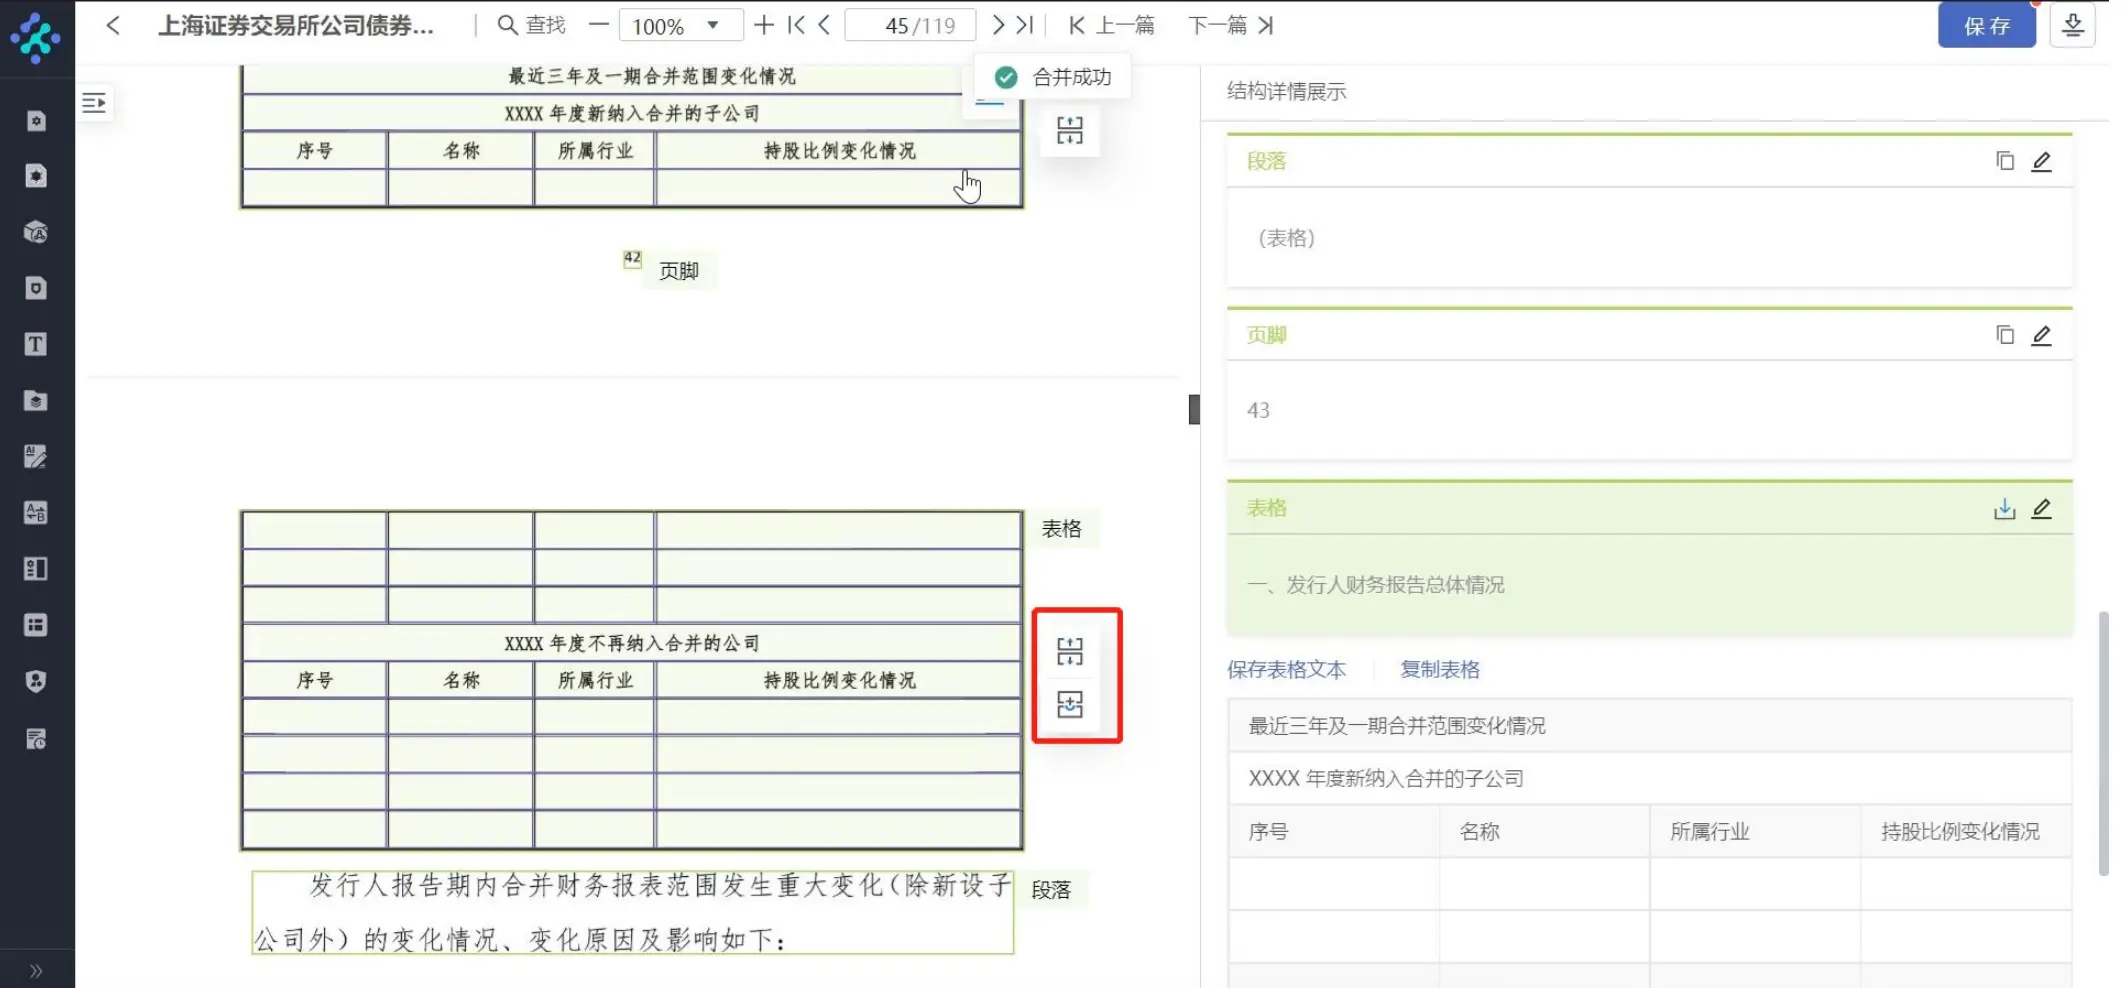 上海证券交易所公司债券...
查找
100%
45/119
上一篇
下一篇
保存
合并成功
最近三年及一期合并范围变化情况
XXXX 年度新纳入合并的子公司
序号 名称 所属行业 持股比例变化情况
42
页脚
表格
XXXX 年度不再纳入合并的公司
序号 名称 所属行业 持股比例变化情况
发行人报告期内合并财务报表范围发生重大变化（除新设子
公司外）的变化情况、变化原因及影响如下：
段落
结构详情展示
段落
（表格）
页脚
43
表格
一、发行人财务报告总体情况
保存表格文本
复制表格
最近三年及一期合并范围变化情况
XXXX 年度新纳入合并的子公司
序号 名称 所属行业 持股比例变化情况